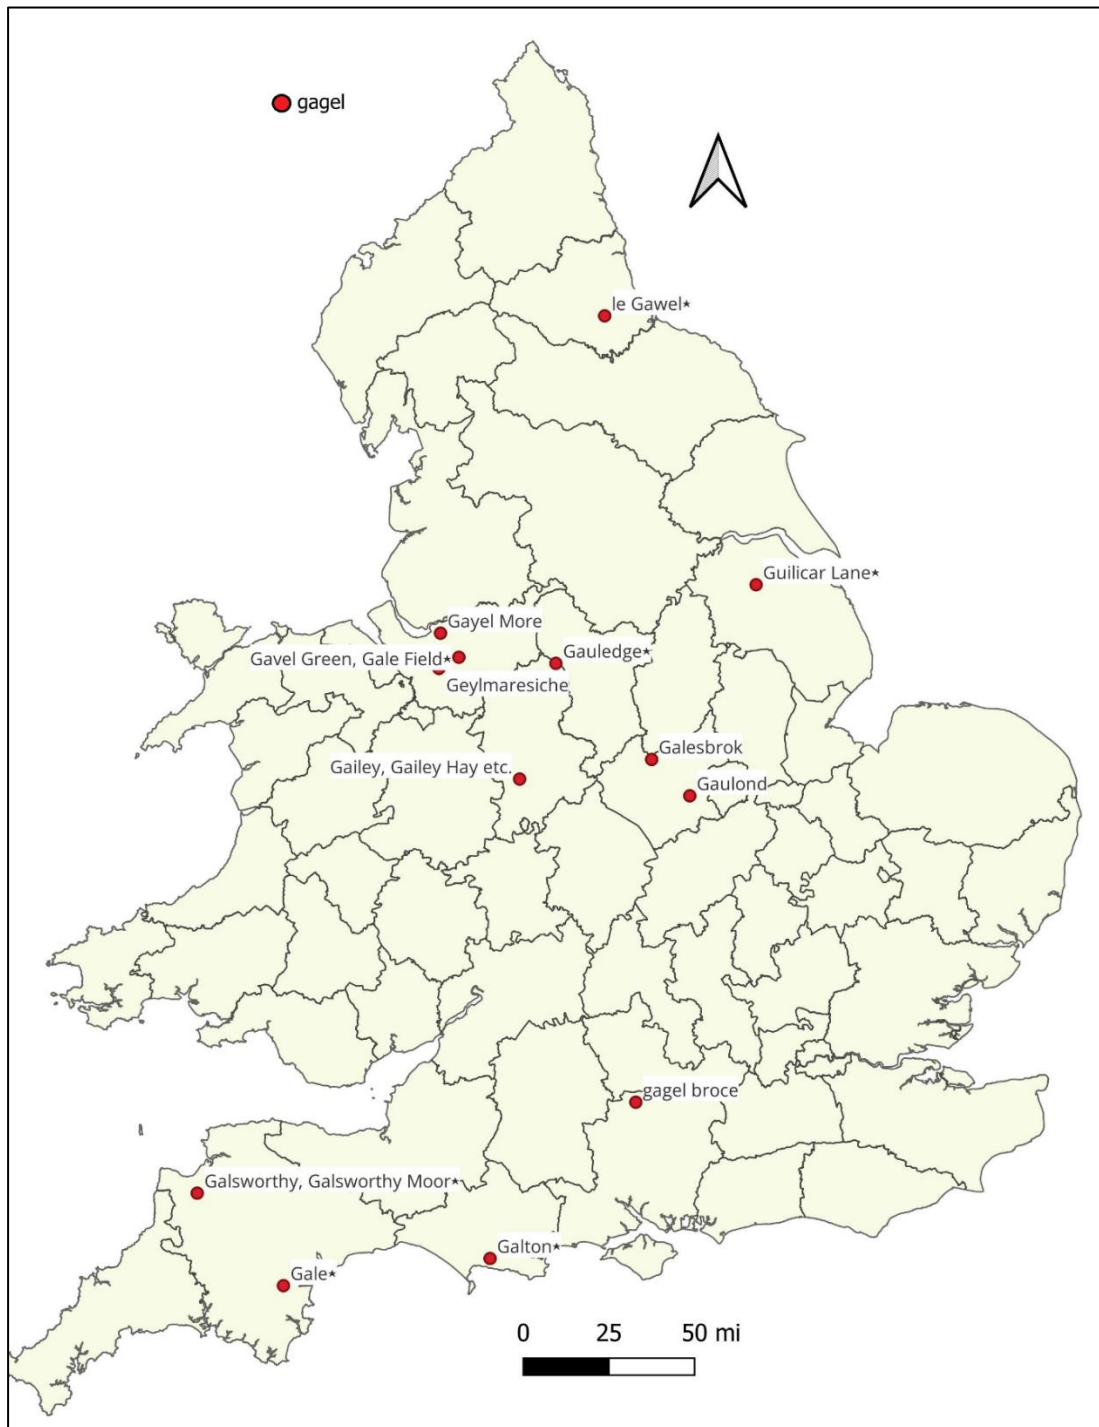 gagel
le Gawel★
Guilicar Lane★
Gayel More
Gavel Green, Gale Field★
Gauledge★
Geylmaresiche
Galesbrok
Gailey, Gailey Hay etc.
Gaulond
gagel broce
Galsworthy, Galsworthy Moor★
Galton★
Gale★
0 25 50 mi